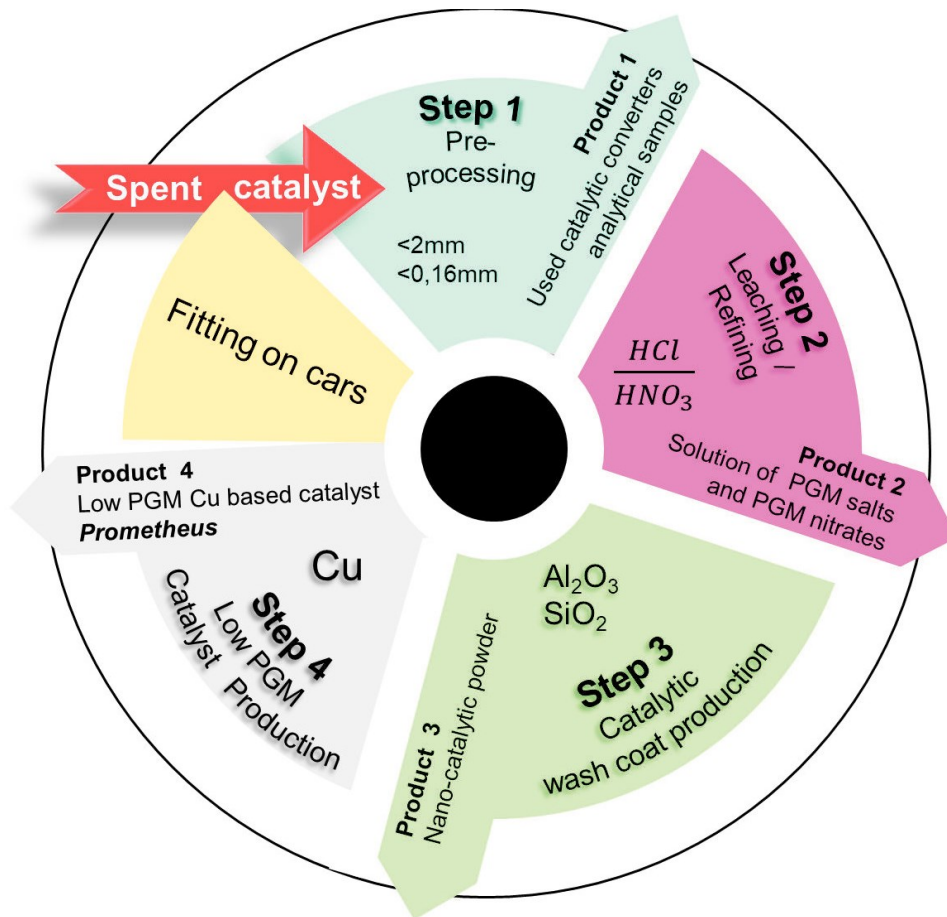 Spent catalyst
Step 1
Pre-
processing
<2mm
<0,16mm
Product 1
Used catalytic converters
analytical samples
Step 2
Leaching /
Refining
HCl
HNO₃
Product 2
Solution of PGM salts
and PGM nitrates
Al₂O₃
SiO₂
Step 3
Catalytic
wash coat production
Product 3
Nano-catalytic powder
Cu
Step 4
Low PGM
Catalyst Production
Product 4
Low PGM Cu based catalyst
Prometheus
Fitting on cars